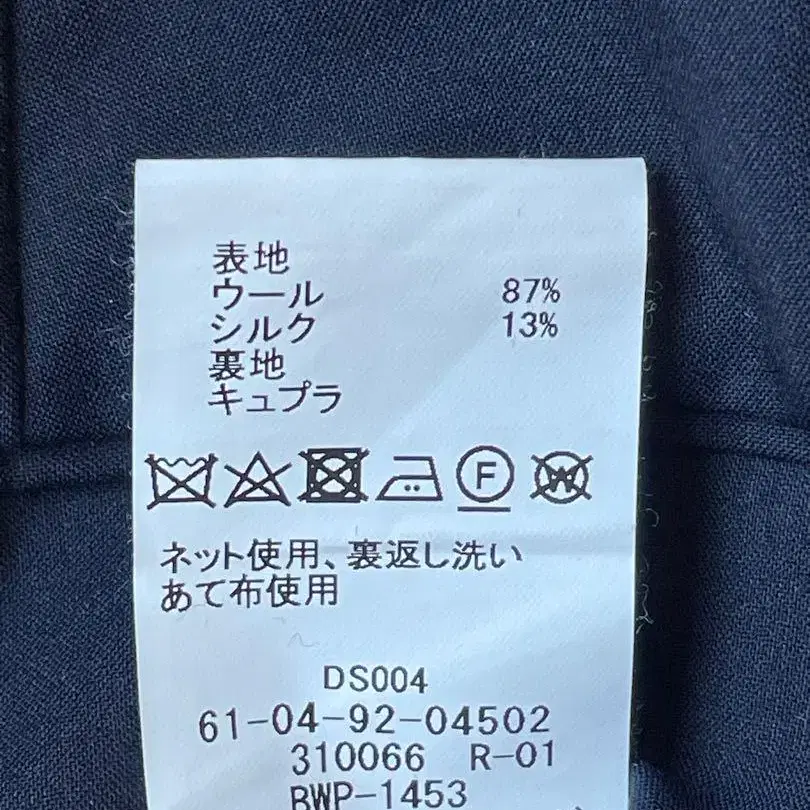 表地
ウール 87%
シルク 13%
裏地
キュプラ
F W
ネット使用、裏返し洗い
あて布使用
DS004
61-04-92-04502
310066 R-01
BWP-1453